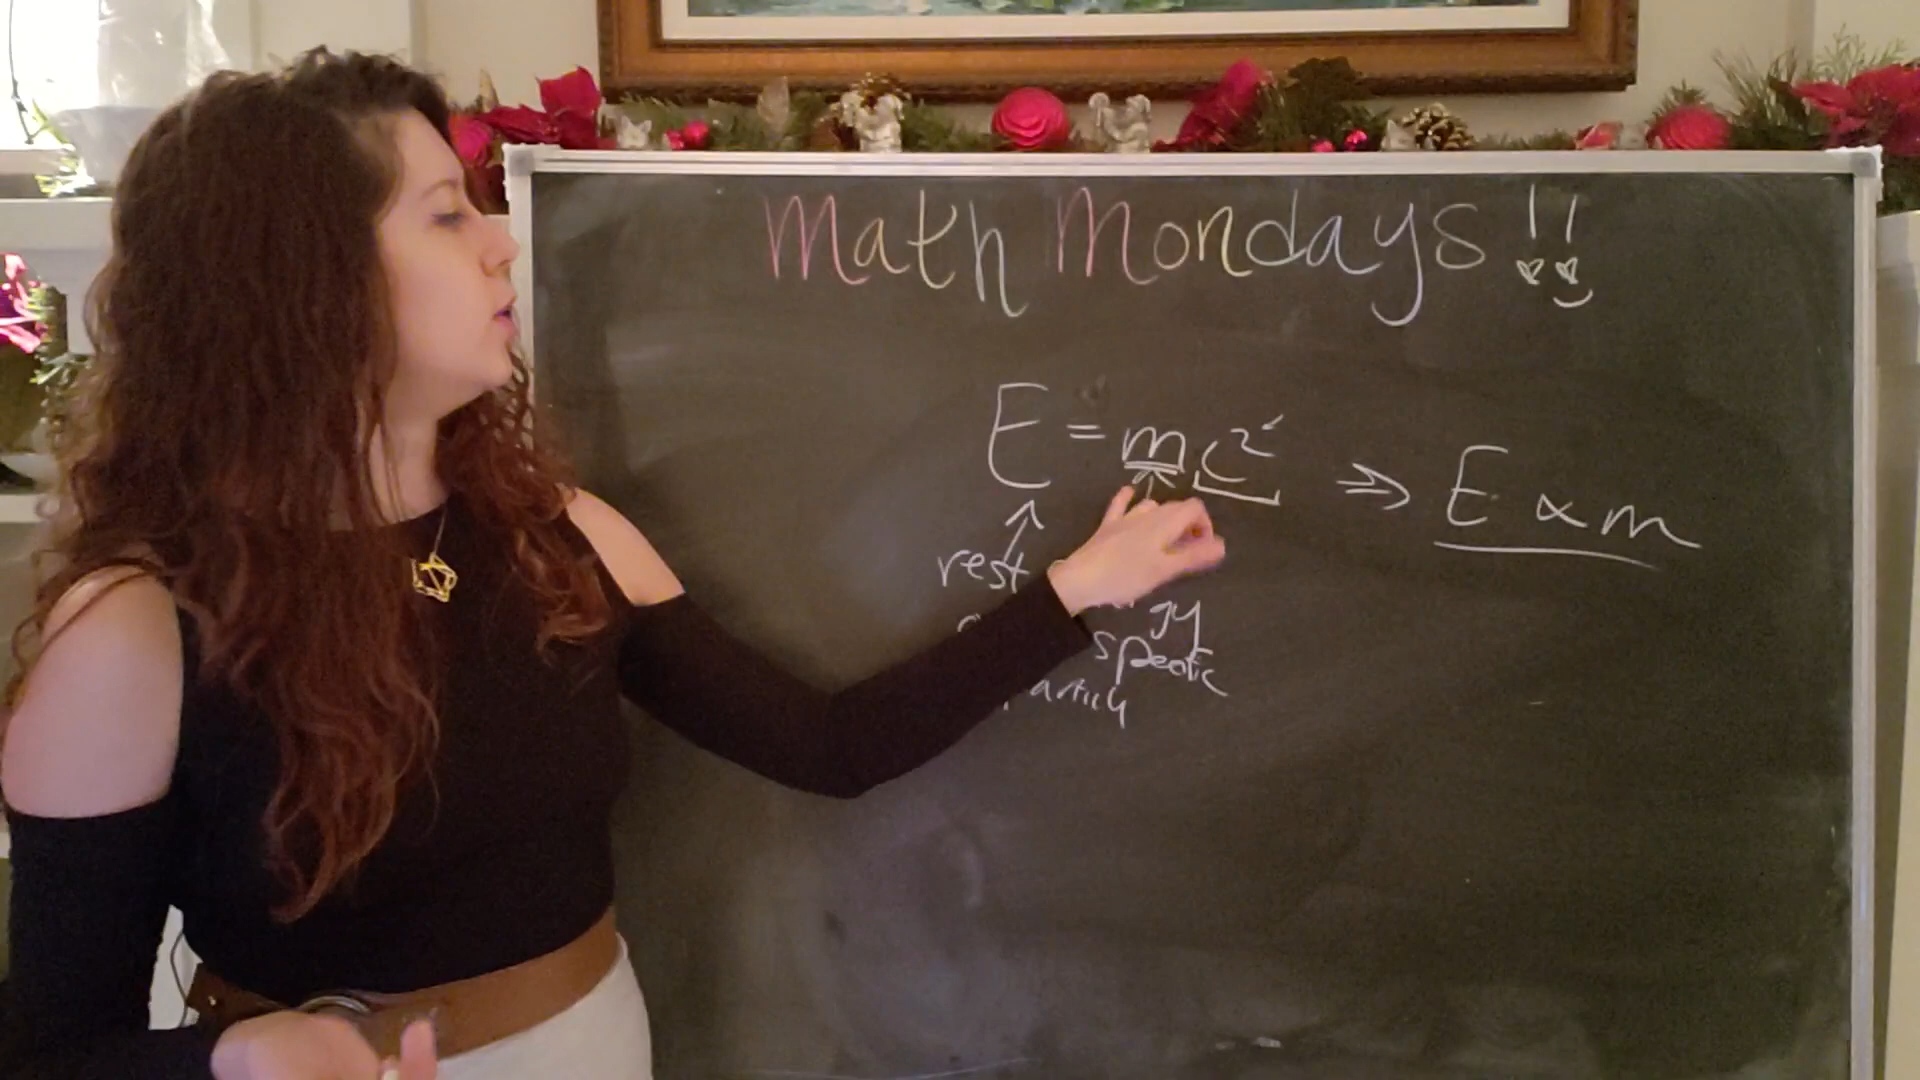 Math Mondays!!
E = mc² ⇒ E ∝ m
rest
specific